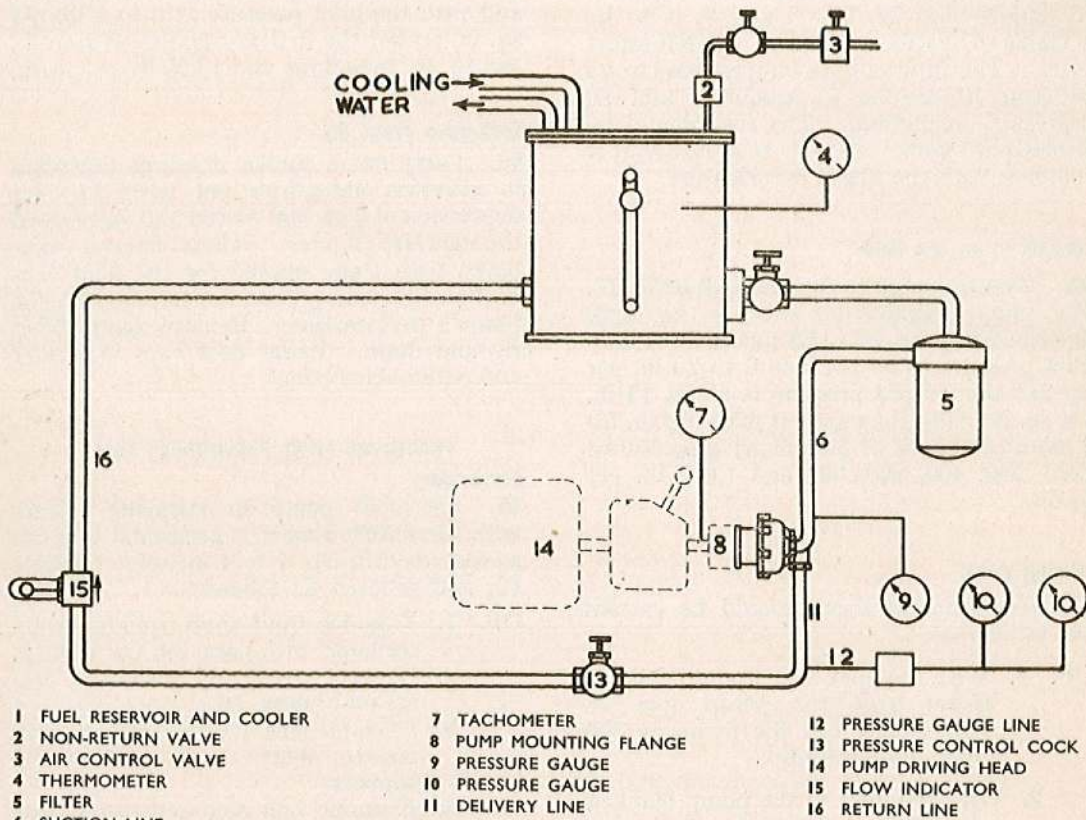 COOLING
WATER
2
3
4
5
6
7
8
9
10
10
11
12
13
14
15
16
1 FUEL RESERVOIR AND COOLER
2 NON-RETURN VALVE
3 AIR CONTROL VALVE
4 THERMOMETER
5 FILTER
7 TACHOMETER
8 PUMP MOUNTING FLANGE
9 PRESSURE GAUGE
10 PRESSURE GAUGE
11 DELIVERY LINE
12 PRESSURE GAUGE LINE
13 PRESSURE CONTROL COCK
14 PUMP DRIVING HEAD
15 FLOW INDICATOR
16 RETURN LINE